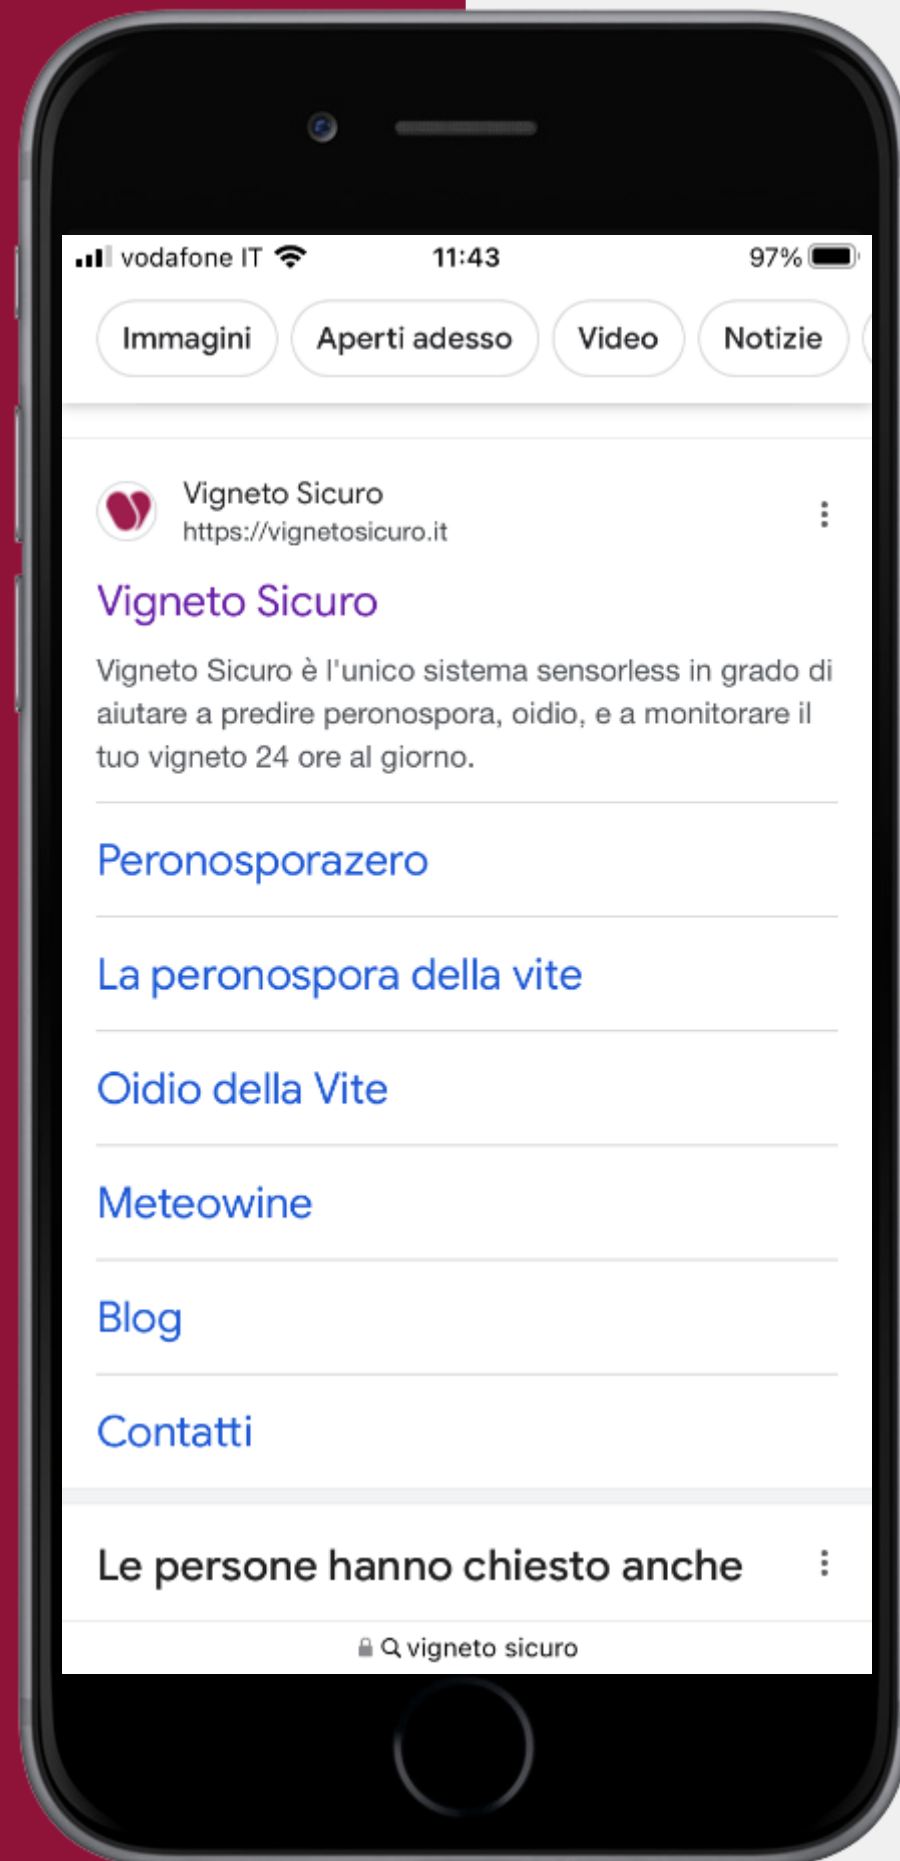 vodafone IT 11:43 97%
Immagini Aperti adesso Video Notizie
Vigneto Sicuro
https://vignetosicuro.it
Vigneto Sicuro
Vigneto Sicuro è l'unico sistema sensorless in grado di
aiutare a predire peronospora, oidio, e a monitorare il
tuo vigneto 24 ore al giorno.
Peronosporazero
La peronospora della vite
Oidio della Vite
Meteowine
Blog
Contatti
Le persone hanno chiesto anche
vigneto sicuro